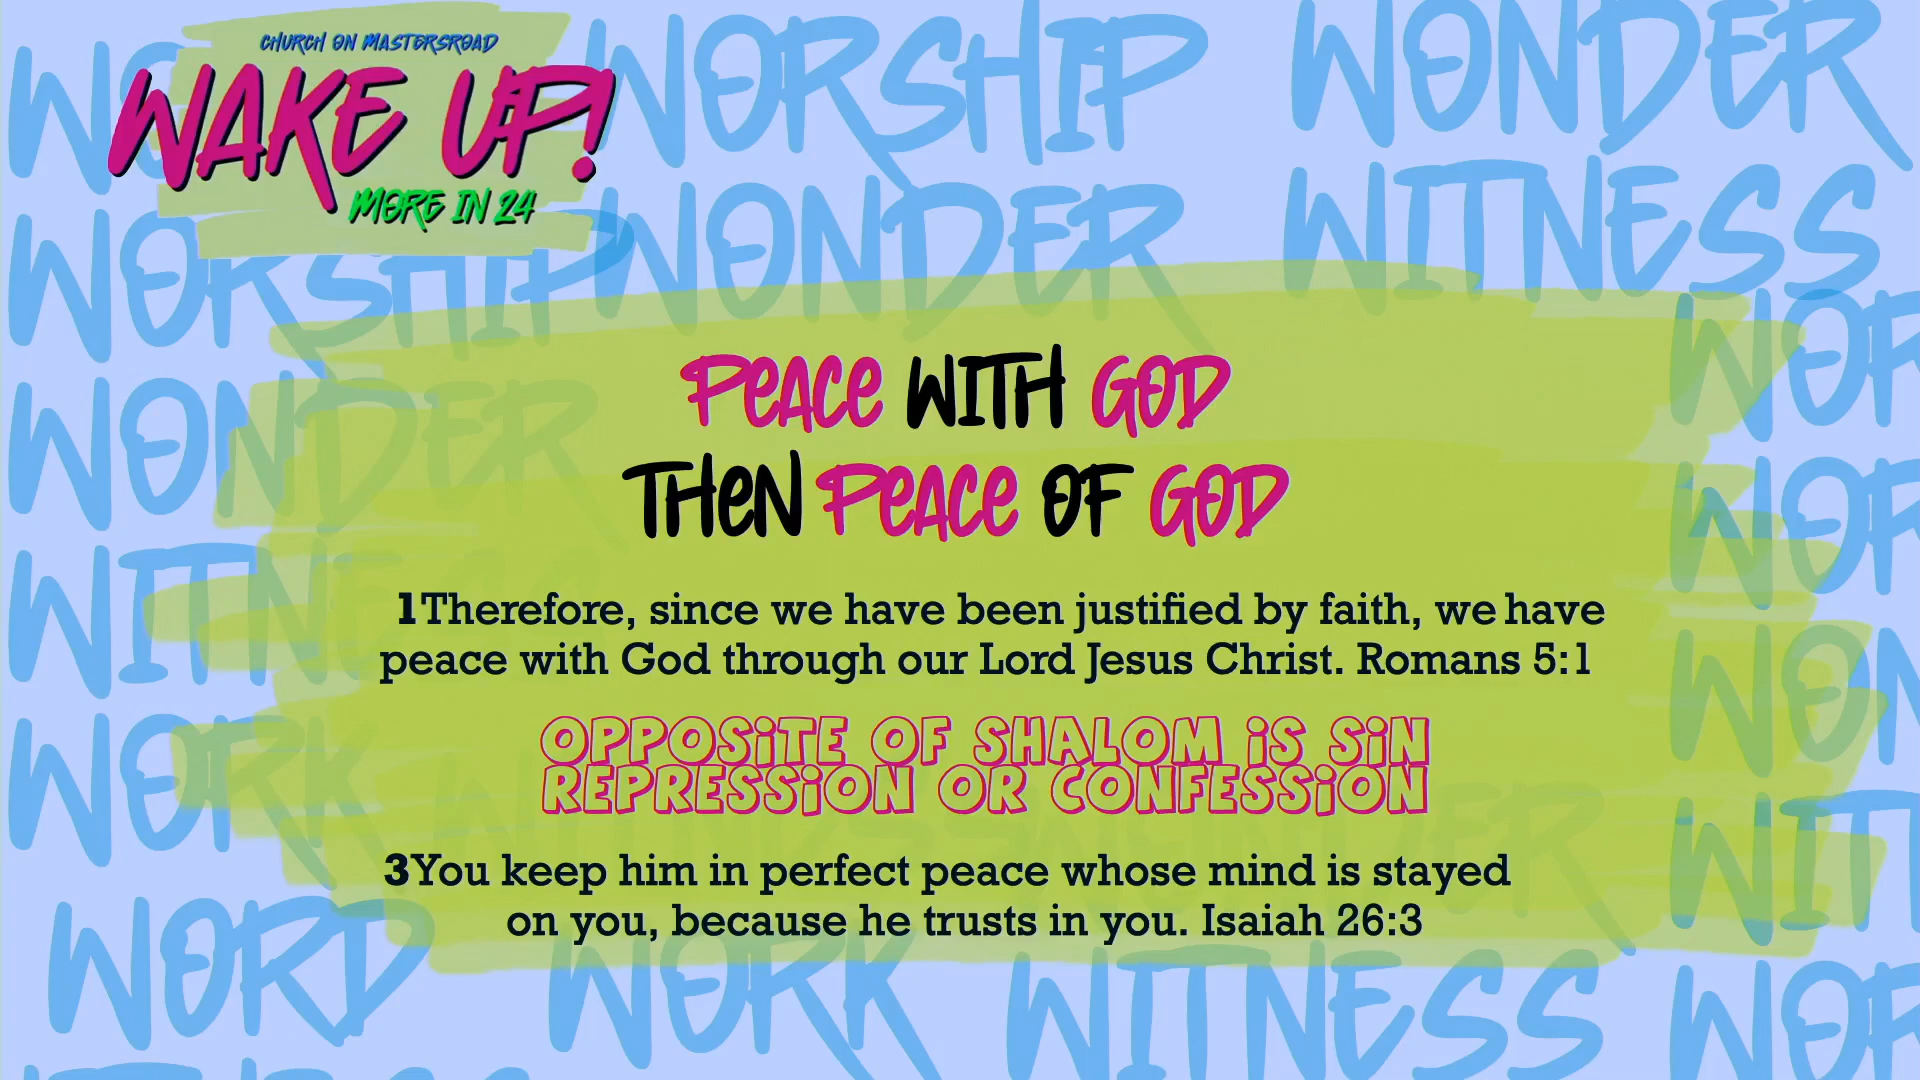 CHURCH ON MASTERSROAD
WAKE UP!
MORE IN 24
WORSHIP
WONDER
WONDER
WITNESS
WORSHIP
WONDER
WITNESS
WORK
WORD
WORK
WITNESS
PEACE WITH GOD
THEN PEACE OF GOD
1Therefore, since we have been justified by faith, we have
peace with God through our Lord Jesus Christ. Romans 5:1
OPPOSITE OF SHALOM IS SIN
REPRESSION OR CONFESSION
3You keep him in perfect peace whose mind is stayed
on you, because he trusts in you. Isaiah 26:3